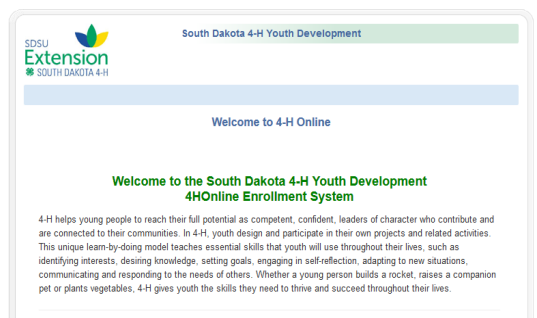 South Dakota 4-H Youth Development
SDSU
Extension
SOUTH DAKOTA 4-H
Welcome to 4-H Online
Welcome to the South Dakota 4-H Youth Development
4HOnline Enrollment System
4-H helps young people to reach their full potential as competent, confident, leaders of character who contribute and
are connected to their communities. In 4-H, youth design and participate in their own projects and related activities.
This unique learn-by-doing model teaches essential skills that youth will use throughout their lives, such as
identifying interests, desiring knowledge, setting goals, engaging in self-reflection, adapting to new situations,
communicating and responding to the needs of others. Whether a young person builds a rocket, raises a companion
pet or plants vegetables, 4-H gives youth the skills they need to thrive and succeed throughout their lives.